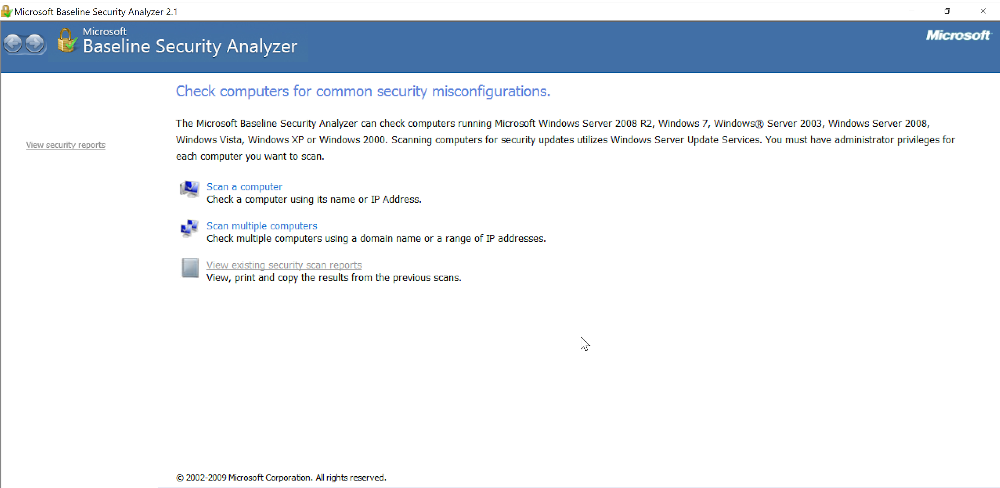 Microsoft Baseline Security Analyzer 2.1
Microsoft
Baseline Security Analyzer
Microsoft
Check computers for common security misconfigurations.
The Microsoft Baseline Security Analyzer can check computers running Microsoft Windows Server 2008 R2, Windows 7, Windows® Server 2003, Windows Server 2008,
Windows Vista, Windows XP or Windows 2000. Scanning computers for security updates utilizes Windows Server Update Services. You must have administrator privileges for
each computer you want to scan.
View security reports
Scan a computer
Check a computer using its name or IP Address.
Scan multiple computers
Check multiple computers using a domain name or a range of IP addresses.
View existing security scan reports
View, print and copy the results from the previous scans.
© 2002-2009 Microsoft Corporation. All rights reserved.